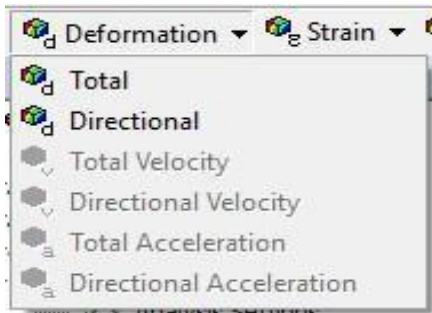 Deformation Strain
Total
Directional
Total Velocity
Directional Velocity
Total Acceleration
Directional Acceleration